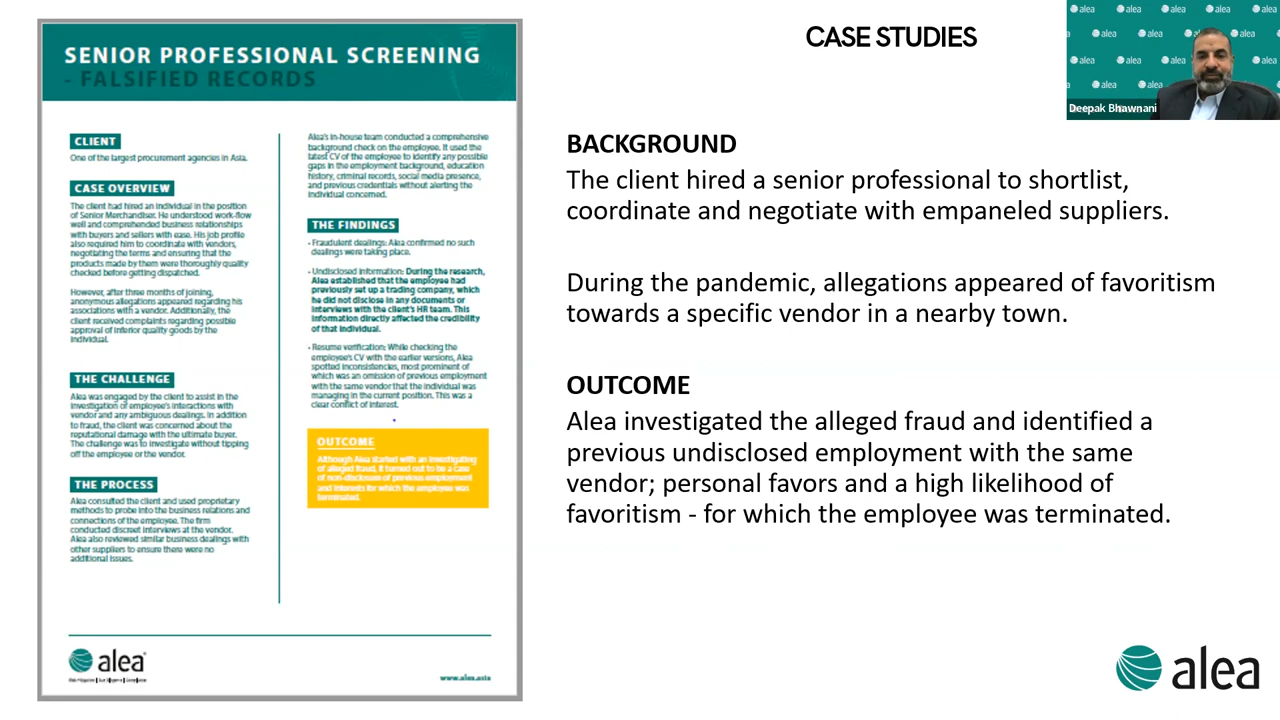 SENIOR PROFESSIONAL SCREENING
- FALSIFIED RECORDS
CLIENT
One of the largest procurement agencies in Asia.
CASE OVERVIEW
The client had hired an individual in the position
of Senior Merchandiser. He understood work-flow
well and comprehended business relationships
with buyers and sellers with ease. His job profile
also required him to coordinate with vendors,
negotiating the terms and ensuring that the
products made by them were thoroughly quality
checked before getting dispatched.
However, after three months of joining,
anonymous allegations appeared regarding his
associations with a vendor. Additionally, the
client received complaints regarding possible
approval of inferior quality goods by the
individual.
THE CHALLENGE
Alea was engaged by the client to assist in the
investigation of employee's interactions with
vendor and any ambiguous dealings. In addition
to fraud, the client was concerned about the
reputational damage with the ultimate buyer.
The challenge was to investigate without tipping
off the employee or the vendor.
THE PROCESS
Alea consulted the client and used proprietary
methods to probe into the business relations and
connections of the employee. The firm
conducted discreet interviews at the vendor.
Alea also reviewed similar business dealings with
other suppliers to ensure there were no
additional issues.
Alea's in-house team conducted a comprehensive
background check on the employee. It used the
latest CV of the employee to identify any possible
gaps in the employment background, education
history, criminal records, social media presence,
and previous credentials without alerting the
individual concerned.
THE FINDINGS
• Fraudulent dealings: Alea confirmed no such
dealings were taking place.
• Undisclosed information: During the research,
Alea established that the employee had
previously set up a trading company, which
he did not disclose in any documents or
interviews with the client's HR team. This
information directly affected the credibility
of that individual.
• Resume verification: While checking the
employee's CV with the earlier versions, Alea
spotted inconsistencies, most prominent of
which was an omission of previous employment
with the same vendor that the individual was
managing in the current position. This was a
clear conflict of interest.
OUTCOME
Although Alea started with an investigating
of alleged fraud, it turned out to be a case
of non-disclosure of previous employment
and interests for which the employee was
terminated.
alea
www.alea.asia
CASE STUDIES
BACKGROUND
The client hired a senior professional to shortlist,
coordinate and negotiate with empaneled suppliers.
During the pandemic, allegations appeared of favoritism
towards a specific vendor in a nearby town.
OUTCOME
Alea investigated the alleged fraud and identified a
previous undisclosed employment with the same
vendor; personal favors and a high likelihood of
favoritism - for which the employee was terminated.
alea alea alea alea alea
alea alea
alea alea alea
alea alea
Deepak Bhawnani
alea